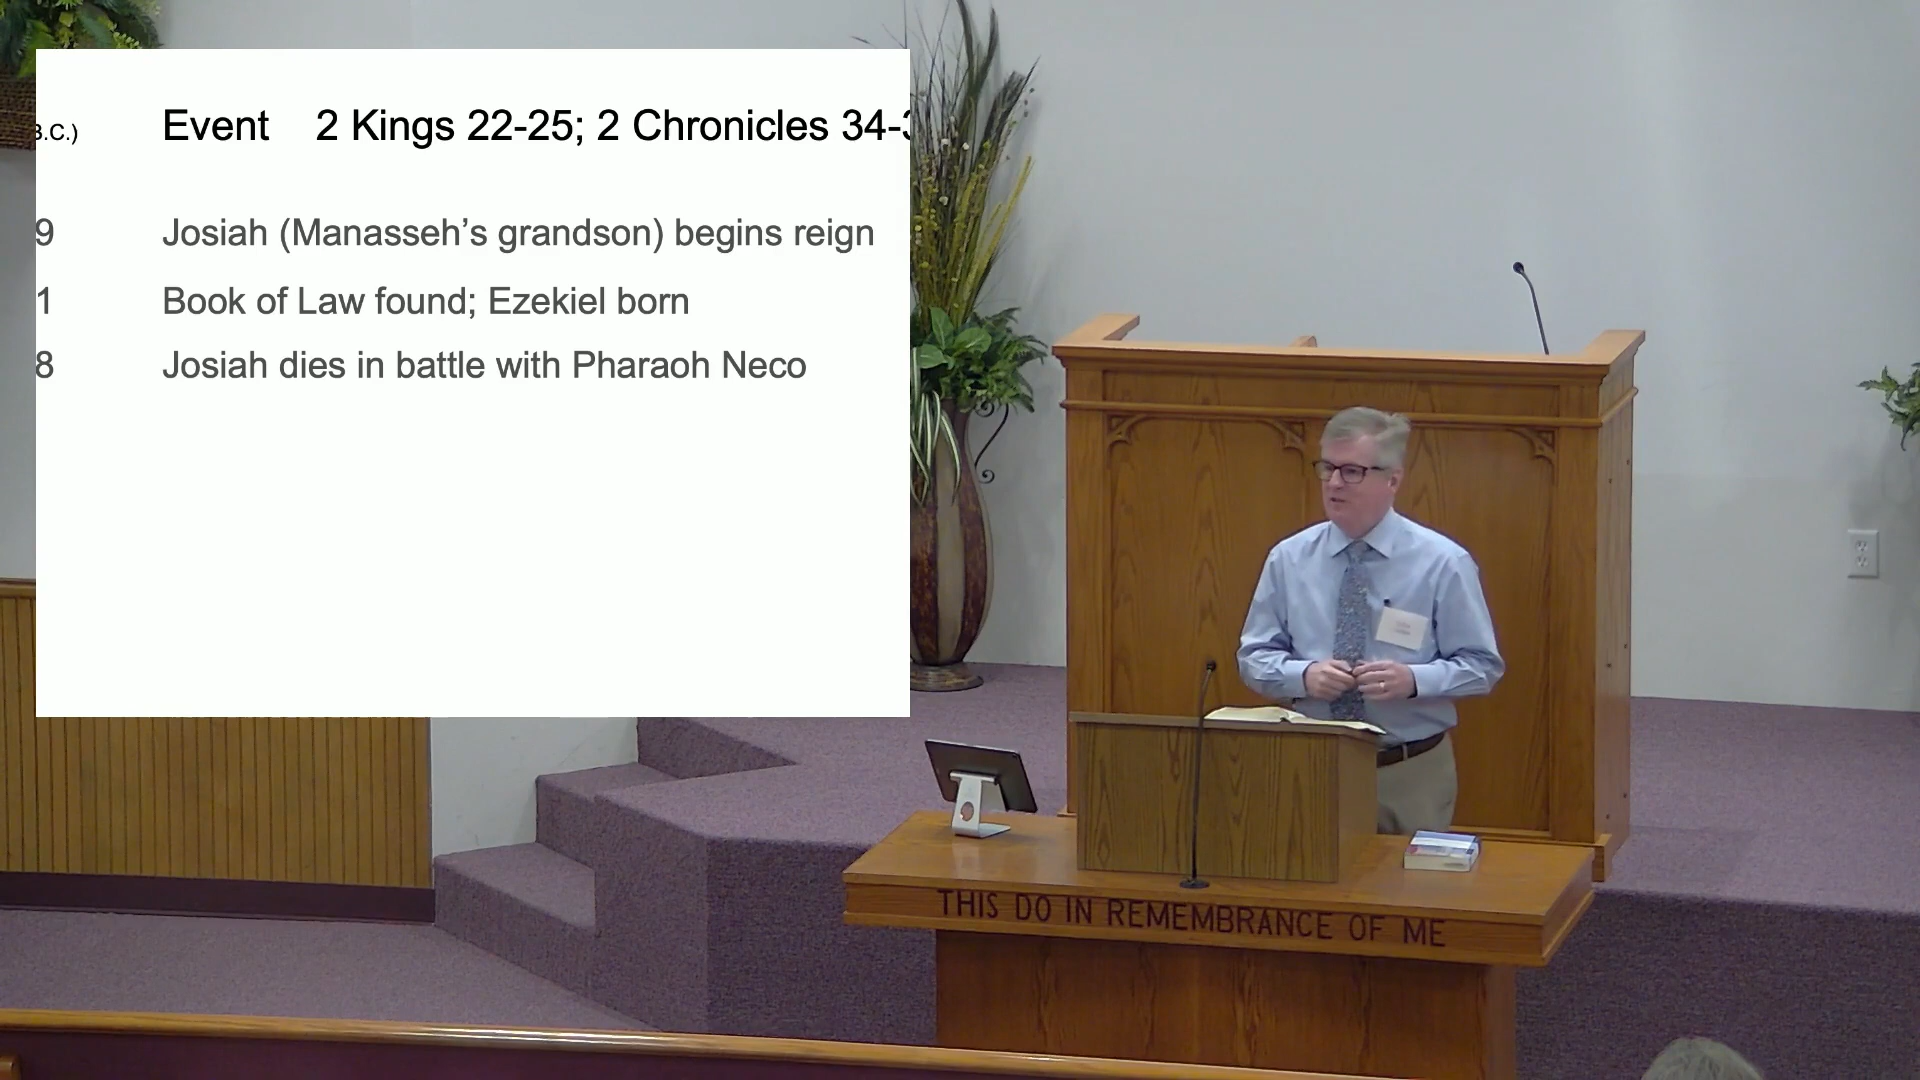 B.C.) Event 2 Kings 22-25; 2 Chronicles 34-3
9 Josiah (Manasseh’s grandson) begins reign
1 Book of Law found; Ezekiel born
8 Josiah dies in battle with Pharaoh Neco
THIS DO IN REMEMBRANCE OF ME